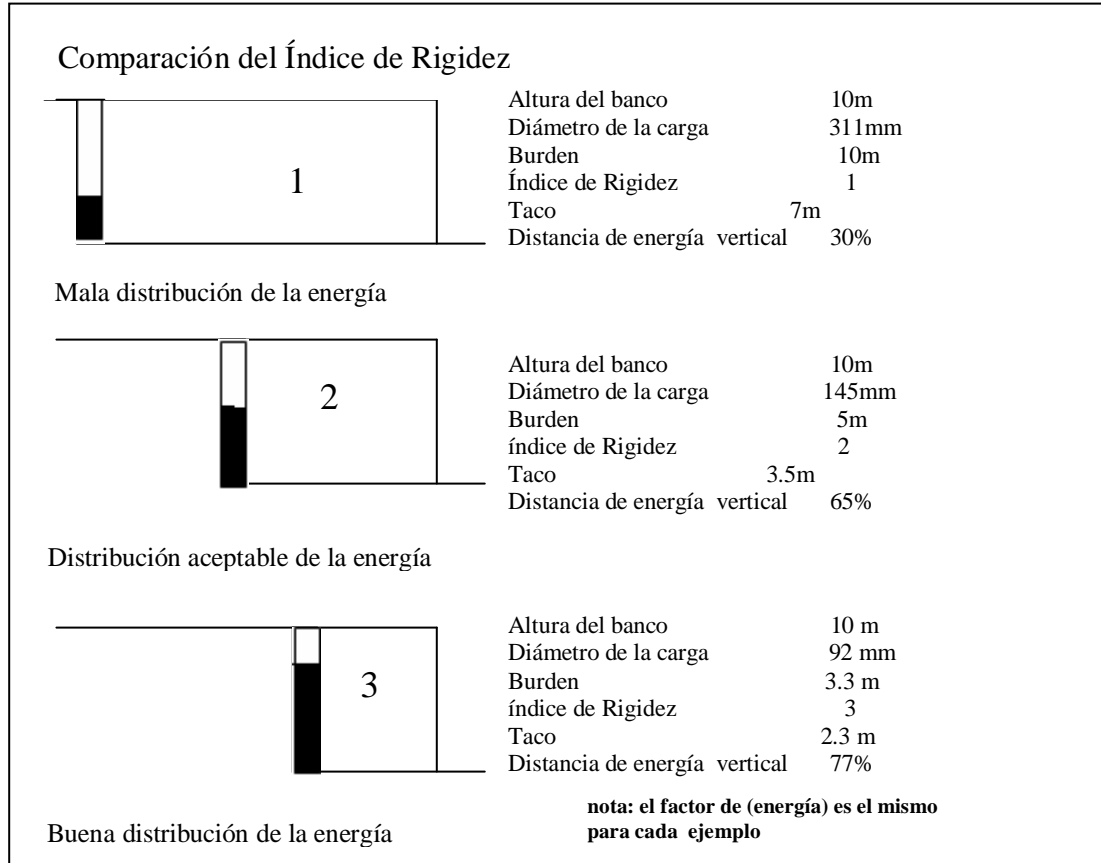 Comparación del Índice de Rigidez
1
Altura del banco 10m
Diámetro de la carga 311mm
Burden 10m
Índice de Rigidez 1
Taco 7m
Distancia de energía vertical 30%
Mala distribución de la energía
2
Altura del banco 10m
Diámetro de la carga 145mm
Burden 5m
índice de Rigidez 2
Taco 3.5m
Distancia de energía vertical 65%
Distribución aceptable de la energía
3
Altura del banco 10 m
Diámetro de la carga 92 mm
Burden 3.3 m
índice de Rigidez 3
Taco 2.3 m
Distancia de energía vertical 77%
nota: el factor de (energía) es el mismo
para cada ejemplo
Buena distribución de la energía